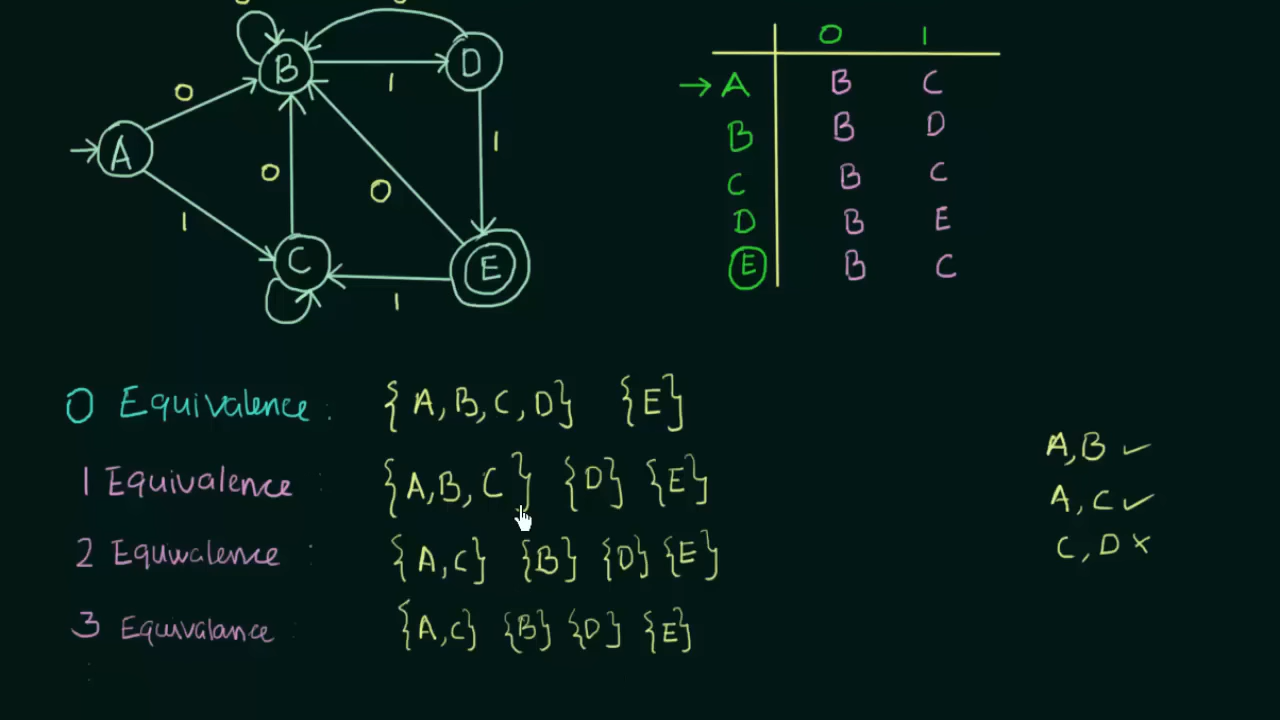 0 1
→ A B C
B B D
C B C
D B E
E B C
B D
1
0
A
1
0
0
1
C
E
1
0 Equivalence : {A, B, C, D} {E}
1 Equivalence : {A, B, C} {D} {E}
2 Equivalence : {A, C} {B} {D} {E}
3 Equivalance : {A, C} {B} {D} {E}
A, B ✓
A, C ✓
C, D ×